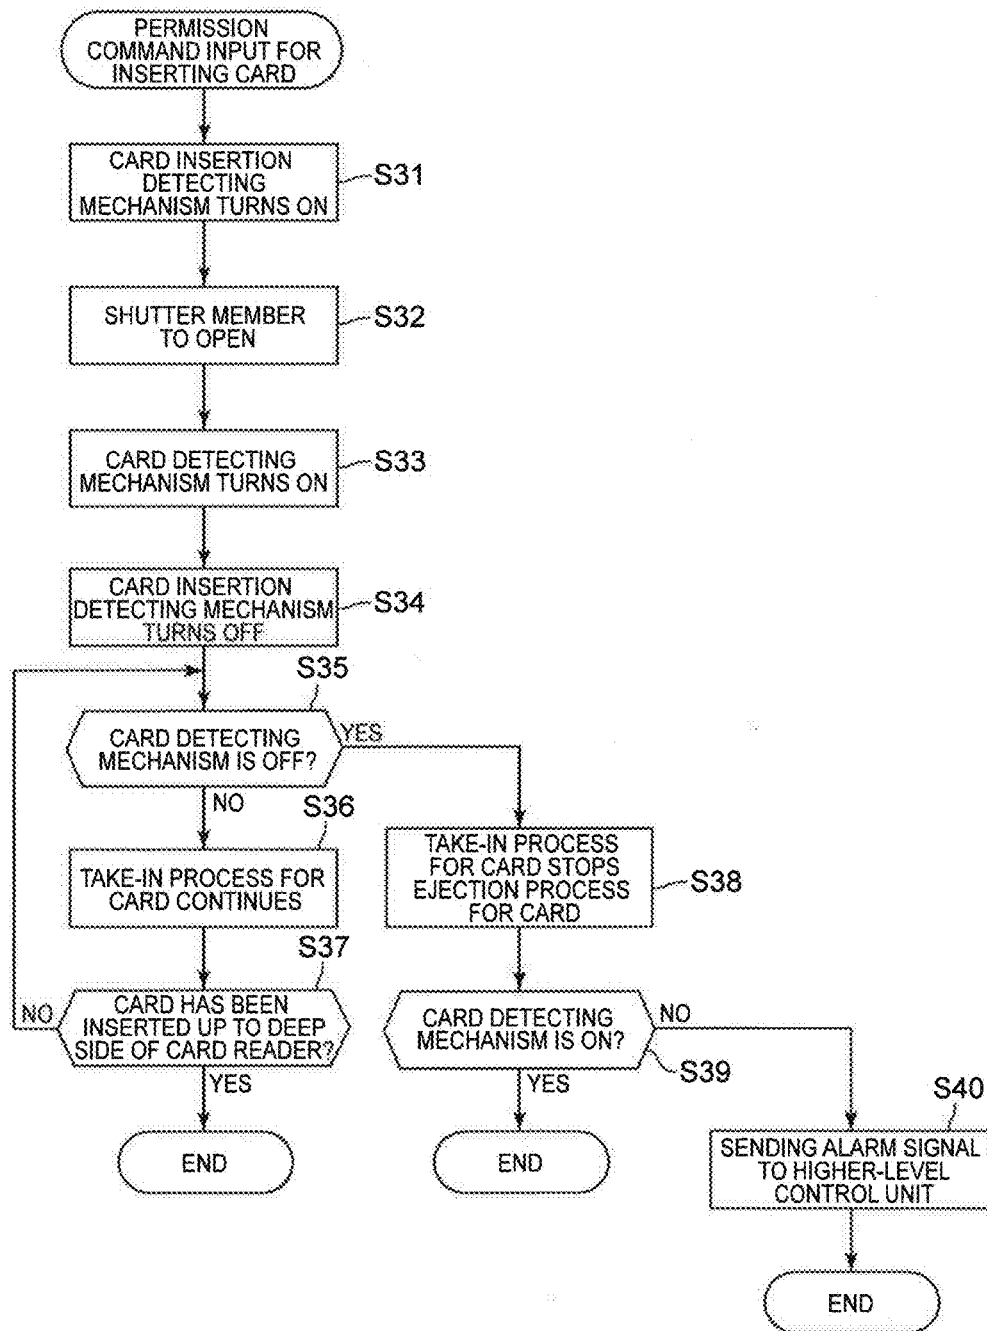 PERMISSION
COMMAND INPUT FOR
INSERTING CARD
CARD INSERTION
DETECTING
MECHANISM TURNS ON
S31
SHUTTER MEMBER
TO OPEN
S32
CARD DETECTING
MECHANISM TURNS ON
S33
CARD INSERTION
DETECTING MECHANISM
TURNS OFF
S34
S35
CARD DETECTING
MECHANISM IS OFF?
YES
NO
S36
TAKE-IN PROCESS FOR
CARD CONTINUES
TAKE-IN PROCESS
FOR CARD STOPS
EJECTION PROCESS
FOR CARD
S38
S37
NO
CARD HAS BEEN
INSERTED UP TO DEEP
SIDE OF CARD READER?
YES
CARD DETECTING
MECHANISM IS ON?
NO
S39
YES
S40
END
END
SENDING ALARM SIGNAL
TO HIGHER-LEVEL
CONTROL UNIT
END